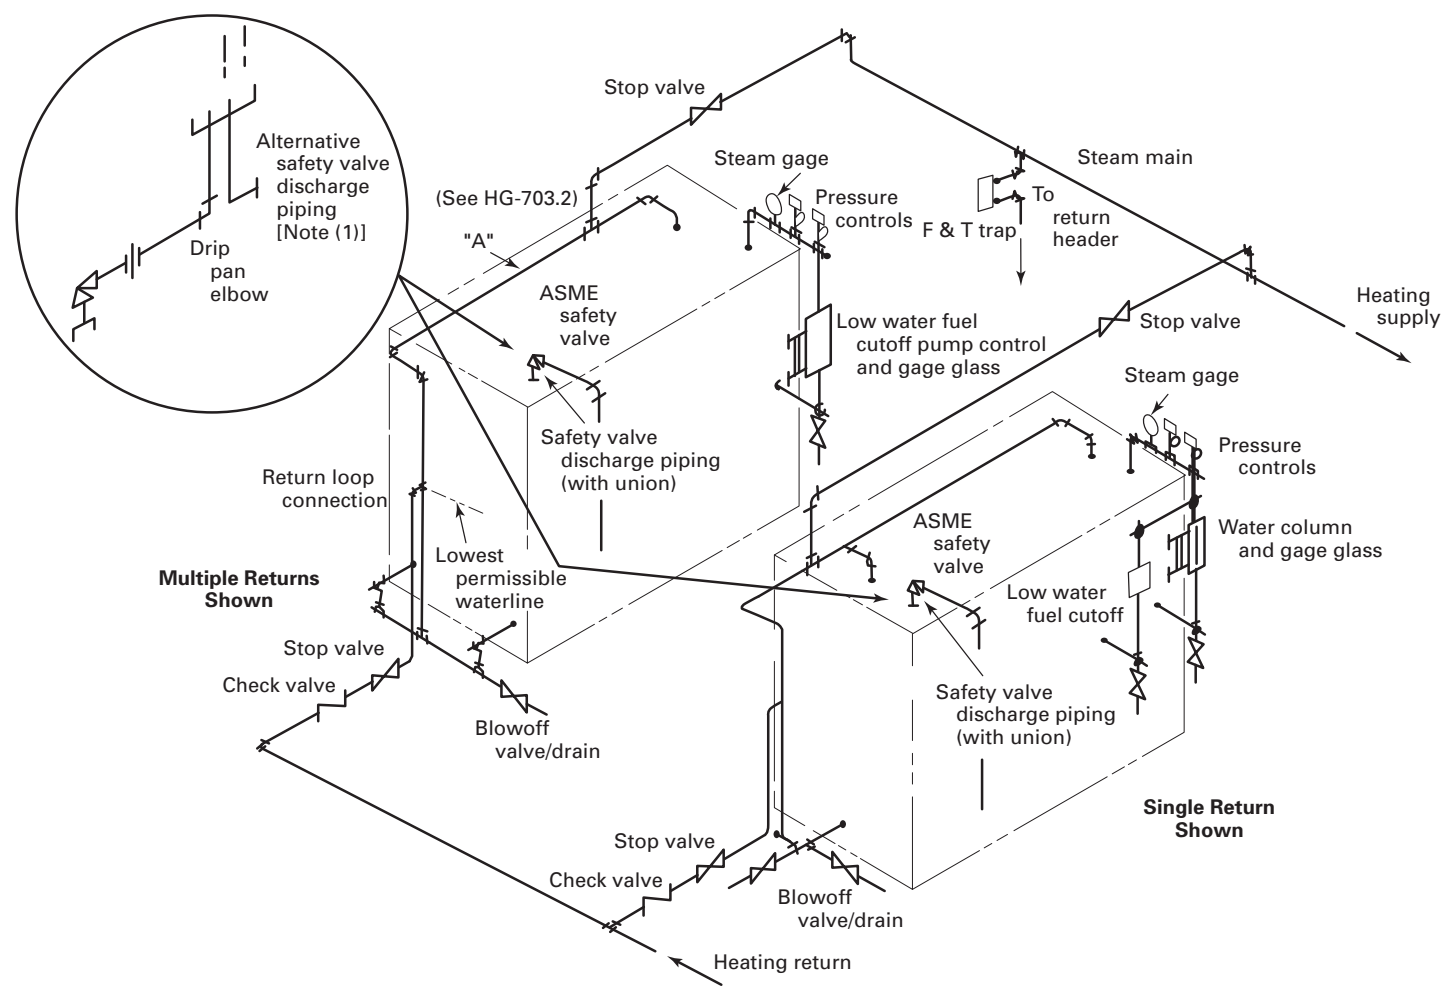 Stop valve
Alternative
safety valve
discharge
piping
[Note (1)]
Drip
pan
elbow
(See HG-703.2)
"A"
Steam gage
Pressure
controls
Steam main
To
return
header
F & T trap
ASME
safety
valve
Low water fuel
cutoff pump control
and gage glass
Stop valve
Heating
supply
Safety valve
discharge piping
(with union)
Return loop
connection
Lowest
permissible
waterline
Multiple Returns
Shown
Stop valve
Check valve
Blowoff
valve/drain
Steam gage
Pressure
controls
ASME
safety
valve
Water column
and gage glass
Low water
fuel cutoff
Safety valve
discharge piping
(with union)
Single Return
Shown
Stop valve
Check valve
Blowoff
valve/drain
Heating return